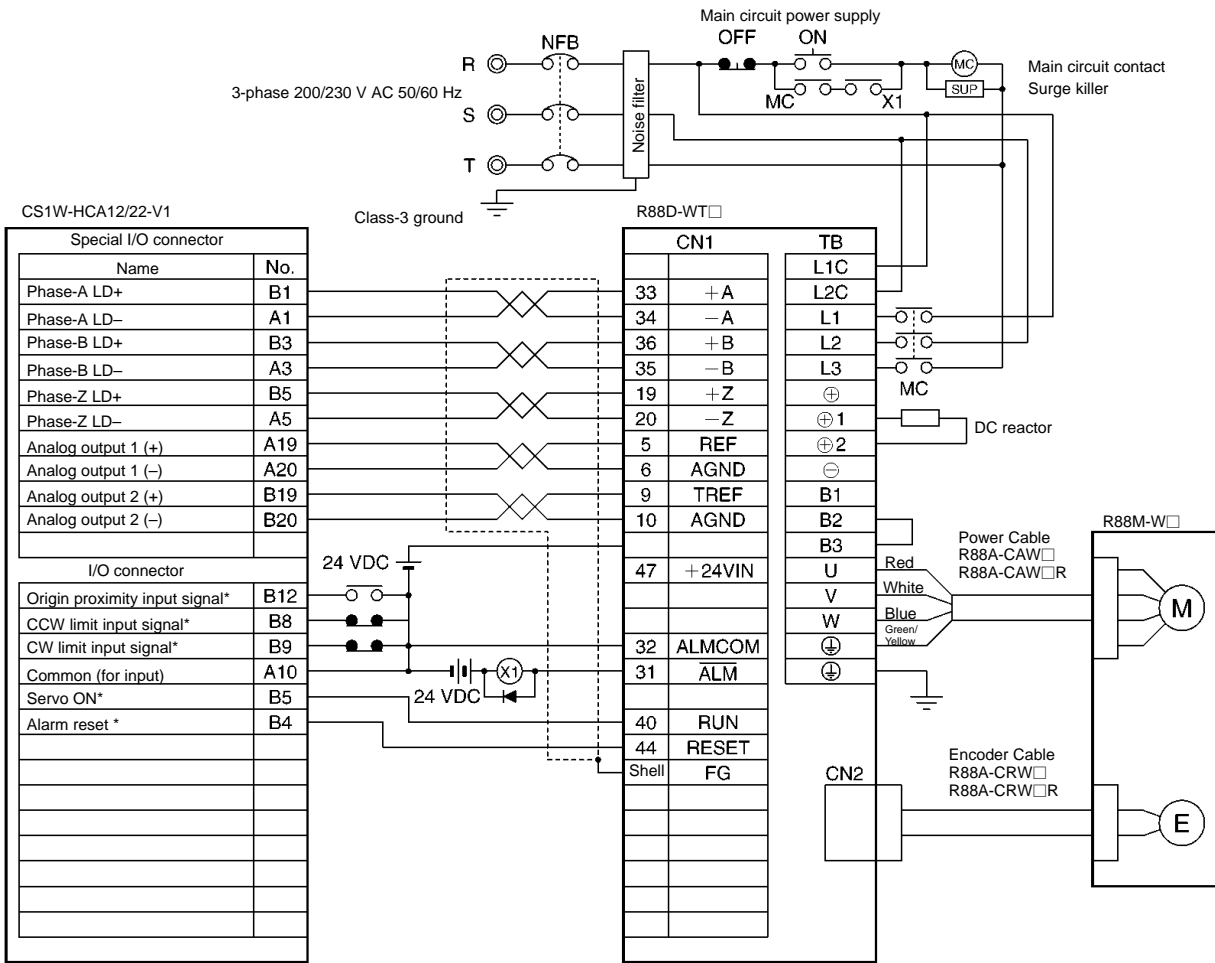 Main circuit power supply
OFF ON
NFB
R
MC
Main circuit contact
3-phase 200/230 V AC 50/60 Hz
SUP
Surge killer
MC X1
S
Noise filter
T
CS1W-HCA12/22-V1
Class-3 ground
R88D-WT□
Special I/O connector
CN1 TB
Name No.
L1C
Phase-A LD+ B1
33 +A L2C
Phase-A LD– A1
34 −A L1
Phase-B LD+ B3
36 +B L2
Phase-B LD– A3
35 −B L3
MC
Phase-Z LD+ B5
19 +Z ⊕
Phase-Z LD– A5
20 −Z ⊕1
DC reactor
Analog output 1 (+) A19
5 REF ⊕2
Analog output 1 (–) A20
6 AGND ⊖
Analog output 2 (+) B19
9 TREF B1
Analog output 2 (–) B20
10 AGND B2
R88M-W□
B3
Power Cable
R88A-CAW□
R88A-CAW□R
I/O connector
24 VDC
47 +24VIN U
Red
Origin proximity input signal* B12
V
White
M
CCW limit input signal* B8
W
Blue
Green/
Yellow
CW limit input signal* B9
32 ALMCOM
Common (for input) A10
X1
31 ALM
24 VDC
Servo ON* B5
Alarm reset * B4
40 RUN
44 RESET
Shell FG
CN2
Encoder Cable
R88A-CRW□
R88A-CRW□R
E